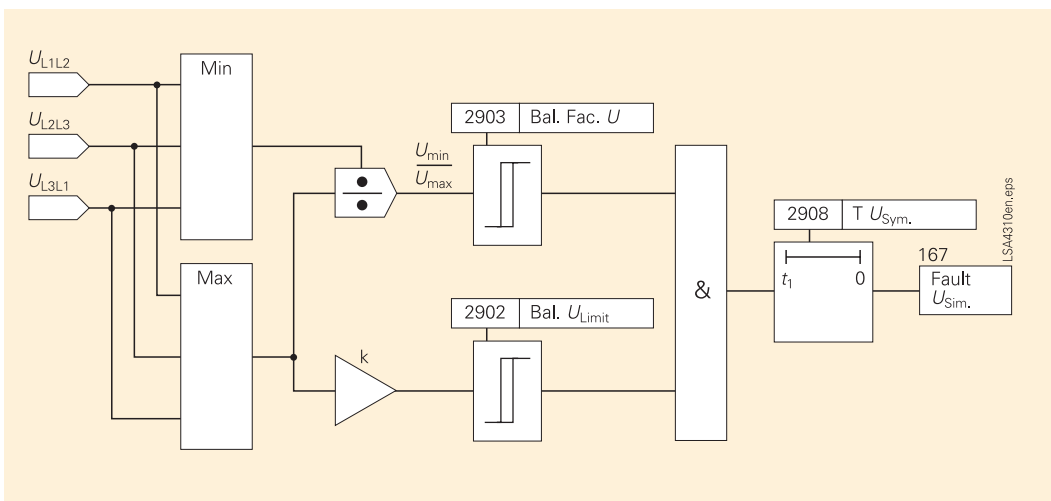 U_L1L2
U_L2L3
U_L3L1
Min
Max
U_min
U_max
k
2903 Bal. Fac. U
2902 Bal. U_Limit
&
2908 T U_Sym.
t_1 0
167
Fault
U_Sim.
LSA4310en.eps